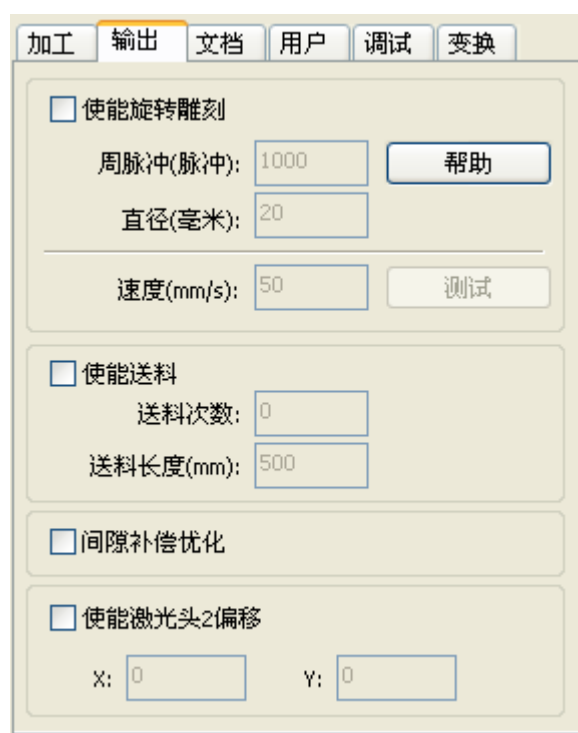 加工 输出 文档 用户 调试 变换
使能旋转雕刻
周脉冲(脉冲): 1000 帮助
直径(毫米): 20
速度(mm/s): 50 测试
使能送料
送料次数: 0
送料长度(mm): 500
间隙补偿优化
使能激光头2偏移
X: 0 Y: 0